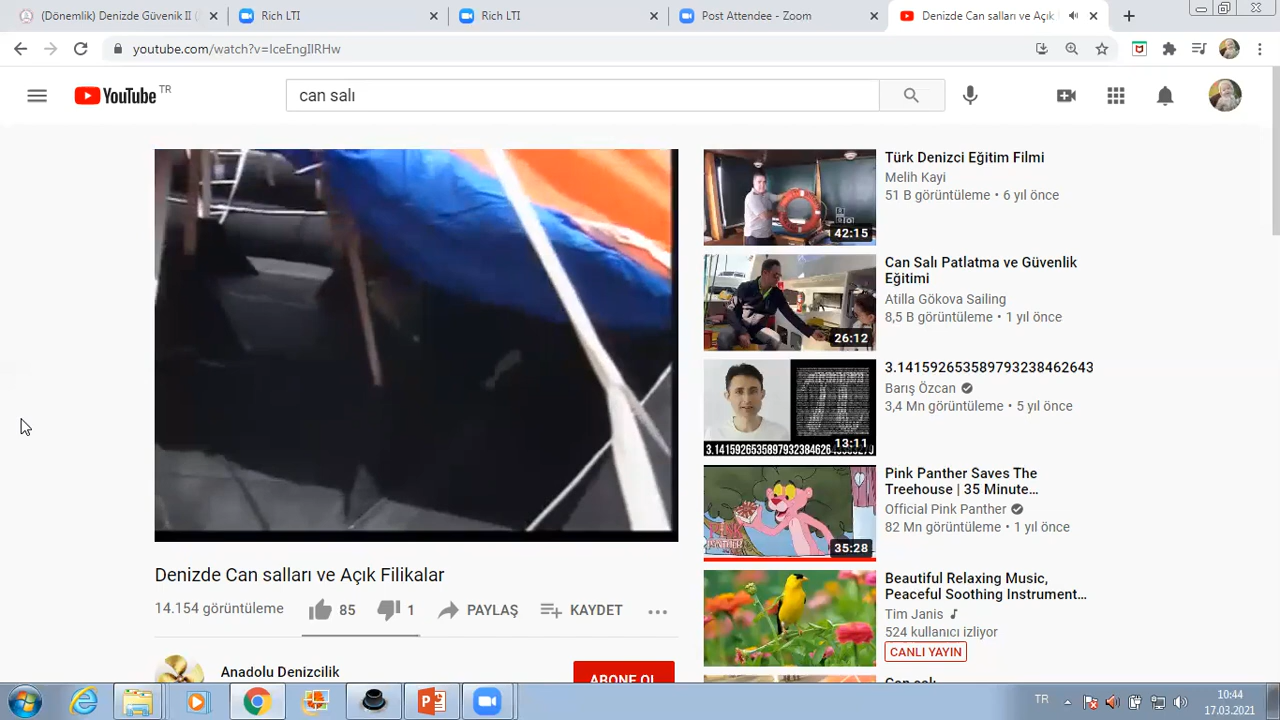 (Dönemlik) Denizde Güvenik II (
Rich LTI
Rich LTI
Post Attendee - Zoom
Denizde Can salları ve Açık
youtube.com/watch?v=IceEngIlRHw
YouTube TR
can salı
Türk Denizci Eğitim Filmi
Melih Kayi
51 B görüntüleme • 6 yıl önce
42:15
Can Salı Patlatma ve Güvenlik
Eğitimi
Atilla Gökova Sailing
8,5 B görüntüleme • 1 yıl önce
26:12
3.141592653589793238462643
Barış Özcan
3,4 Mn görüntüleme • 5 yıl önce
13:11
Pink Panther Saves The
Treehouse | 35 Minute…
Official Pink Panther
82 Mn görüntüleme • 1 yıl önce
35:28
Beautiful Relaxing Music,
Peaceful Soothing Instrument…
Tim Janis
524 kullanıcı izliyor
CANLI YAYIN
Denizde Can salları ve Açık Filikalar
14.154 görüntüleme
85
1
PAYLAŞ
KAYDET
Anadolu Denizcilik
ABONE OL
TR
10:44
17.03.2021